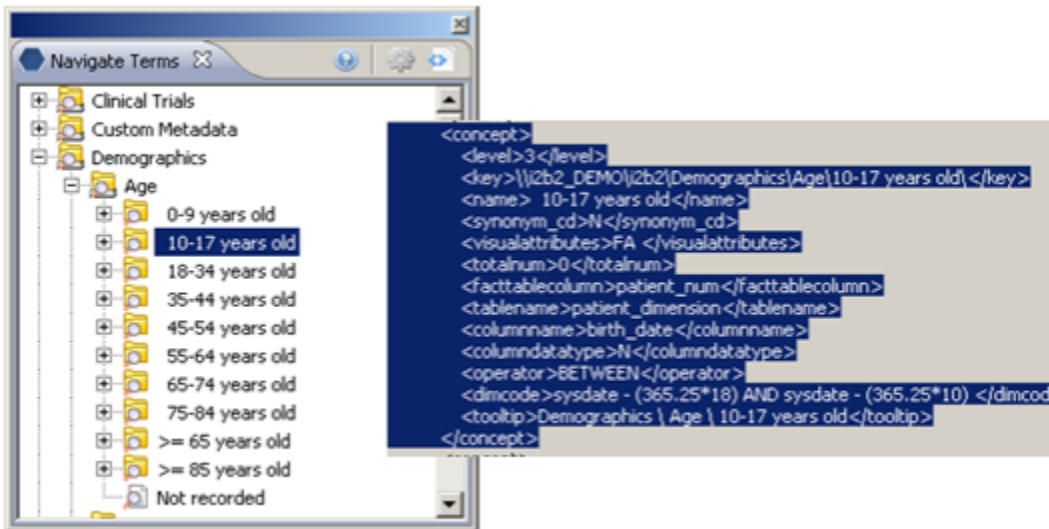 Navigate Terms
Clinical Trials
Custom Metadata
Demographics
Age
0-9 years old
10-17 years old
18-34 years old
35-44 years old
45-54 years old
55-64 years old
65-74 years old
75-84 years old
>= 65 years old
>= 85 years old
Not recorded
<concept>
<level>3</level>
<key>\\i2b2_DEMO\i2b2\Demographics\Age\10-17 years old\</key>
<name>  10-17 years old</name>
<synonym_cd>N</synonym_cd>
<visualattributes>FA </visualattributes>
<totalnum>0</totalnum>
<facttablecolumn>patient_num</facttablecolumn>
<tablename>patient_dimension</tablename>
<columnname>birth_date</columnname>
<columndatatype>N</columndatatype>
<operator>BETWEEN</operator>
<dimcode>sysdate - (365.25*18) AND sysdate - (365.25*10) </dimcod
<tooltip>Demographics \ Age \ 10-17 years old</tooltip>
</concept>